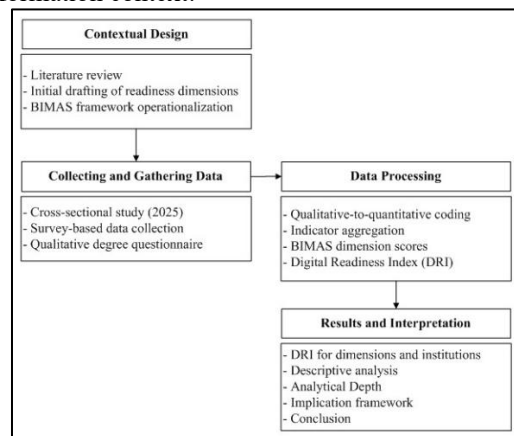 Contextual Design
- Literature review
- Initial drafting of readiness dimensions
- BIMAS framework operationalization
Collecting and Gathering Data
- Cross-sectional study (2025)
- Survey-based data collection
- Qualitative degree questionnaire
Data Processing
- Qualitative-to-quantitative coding
- Indicator aggregation
- BIMAS dimension scores
- Digital Readiness Index (DRI)
Results and Interpretation
- DRI for dimensions and institutions
- Descriptive analysis
- Analytical Depth
- Implication framework
- Conclusion